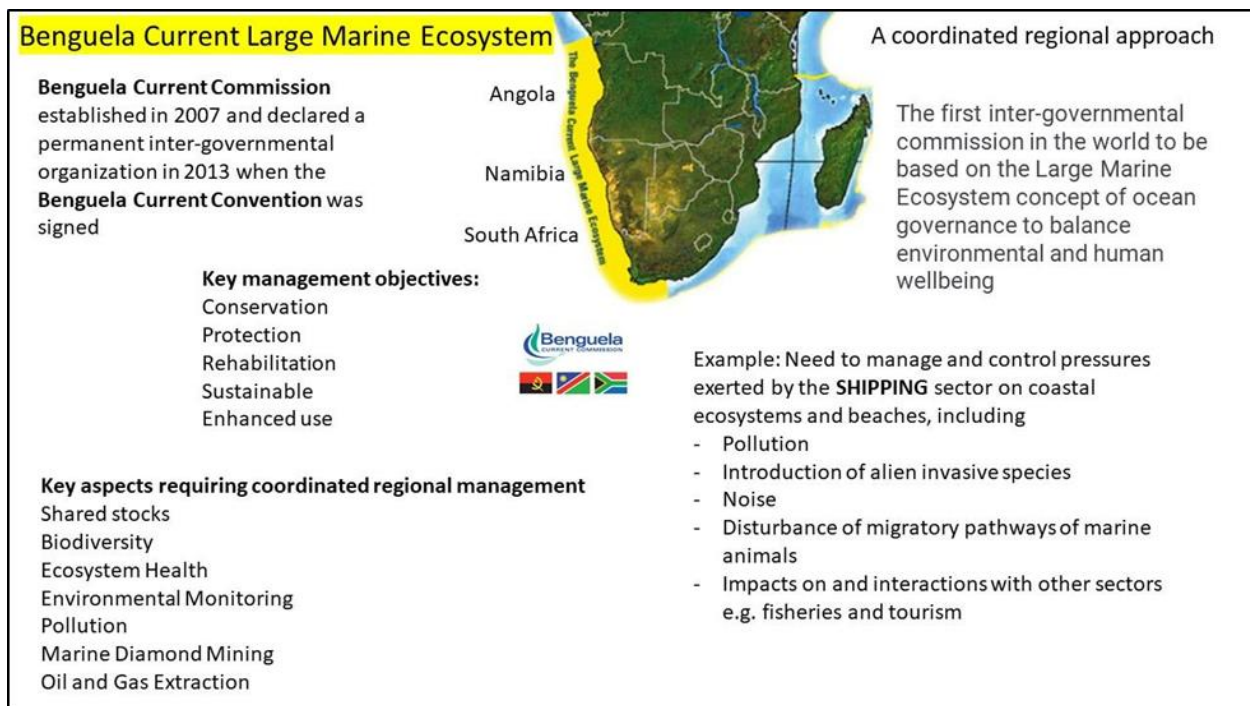 Benguela Current Large Marine Ecosystem
A coordinated regional approach
Benguela Current Commission
established in 2007 and declared a
permanent inter-governmental
organization in 2013 when the
Benguela Current Convention was
signed
Angola
Namibia
South Africa
The Benguela Current Large Marine Ecosystem
The first inter-governmental
commission in the world to be
based on the Large Marine
Ecosystem concept of ocean
governance to balance
environmental and human
wellbeing
Key management objectives:
Conservation
Protection
Rehabilitation
Sustainable
Enhanced use
Benguela
CURRENT COMMISSION
Example: Need to manage and control pressures
exerted by the SHIPPING sector on coastal
ecosystems and beaches, including
- Pollution
- Introduction of alien invasive species
- Noise
- Disturbance of migratory pathways of marine
animals
- Impacts on and interactions with other sectors
e.g. fisheries and tourism
Key aspects requiring coordinated regional management
Shared stocks
Biodiversity
Ecosystem Health
Environmental Monitoring
Pollution
Marine Diamond Mining
Oil and Gas Extraction